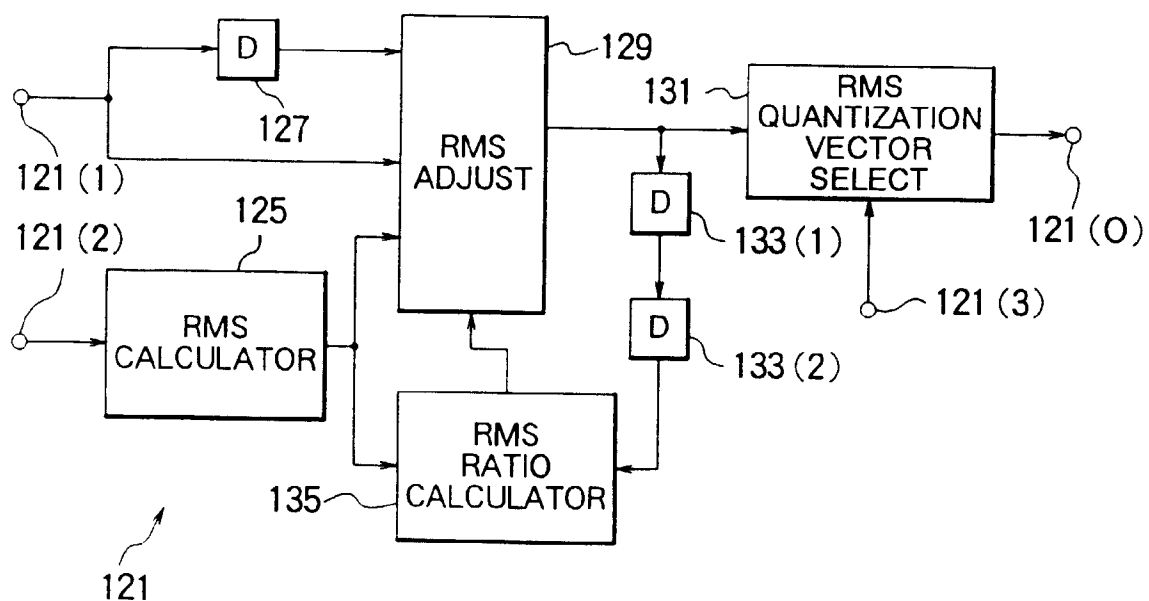 D
127
129
RMS
ADJUST
131
RMS
QUANTIZATION
VECTOR
SELECT
121 (1)
121 (2)
125
RMS
CALCULATOR
D
133 (1)
D
133 (2)
121 (O)
121 (3)
RMS
RATIO
CALCULATOR
135
121